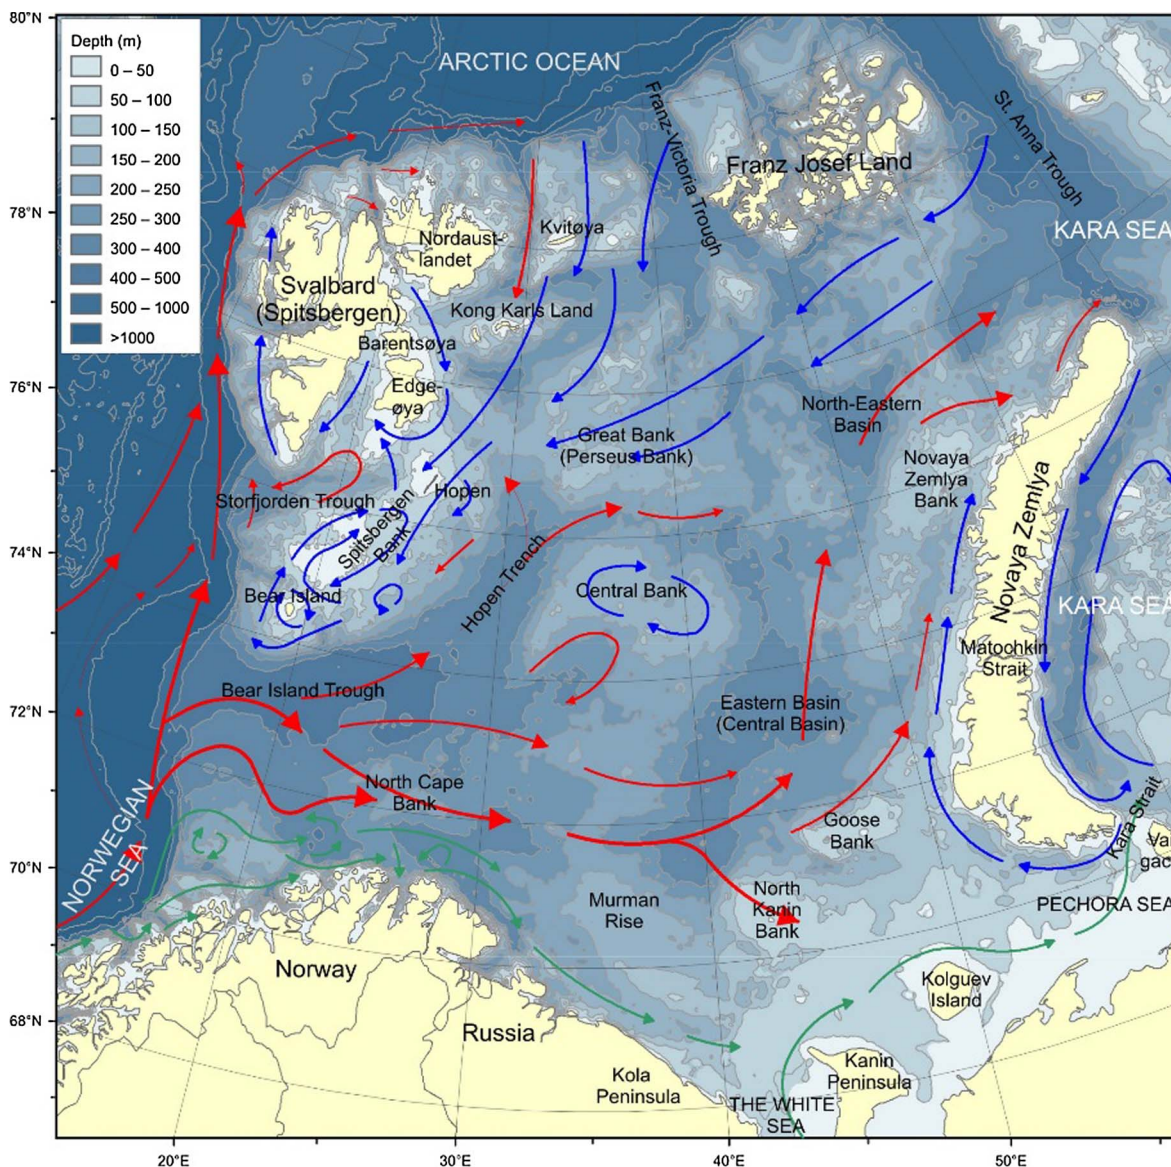 80°N
78°N
76°N
74°N
72°N
70°N
68°N
Depth (m)
0 – 50
50 – 100
100 – 150
150 – 200
200 – 250
250 – 300
300 – 400
400 – 500
500 – 1000
>1000
ARCTIC OCEAN
Franz-Victoria Trough
Franz Josef Land
St. Anna Trough
KARA SEA
Nordaust-
landet
Kvitøya
Svalbard
(Spitsbergen)
Kong Karls Land
Barentsøya
Edge-
øya
North-Eastern
Basin
Great Bank
(Perseus Bank)
Novaya
Zemlya
Bank
Novaya Zemlya
Storfjorden Trough
Hopen
Spitsbergen
Bank
Hopen Trench
Bear Island
Central Bank
KARA SEA
Matochkin
Strait
Bear Island Trough
Eastern Basin
(Central Basin)
North Cape
Bank
Goose
Bank
Kara Strait
Va
gac
NORWEGIAN
SEA
Murman
Rise
North
Kanin
Bank
PECHORA SEA
Norway
Kolguev
Island
Russia
Kola
Peninsula
Kanin
Peninsula
THE WHITE
SEA
20°E
30°E
40°E
50°E